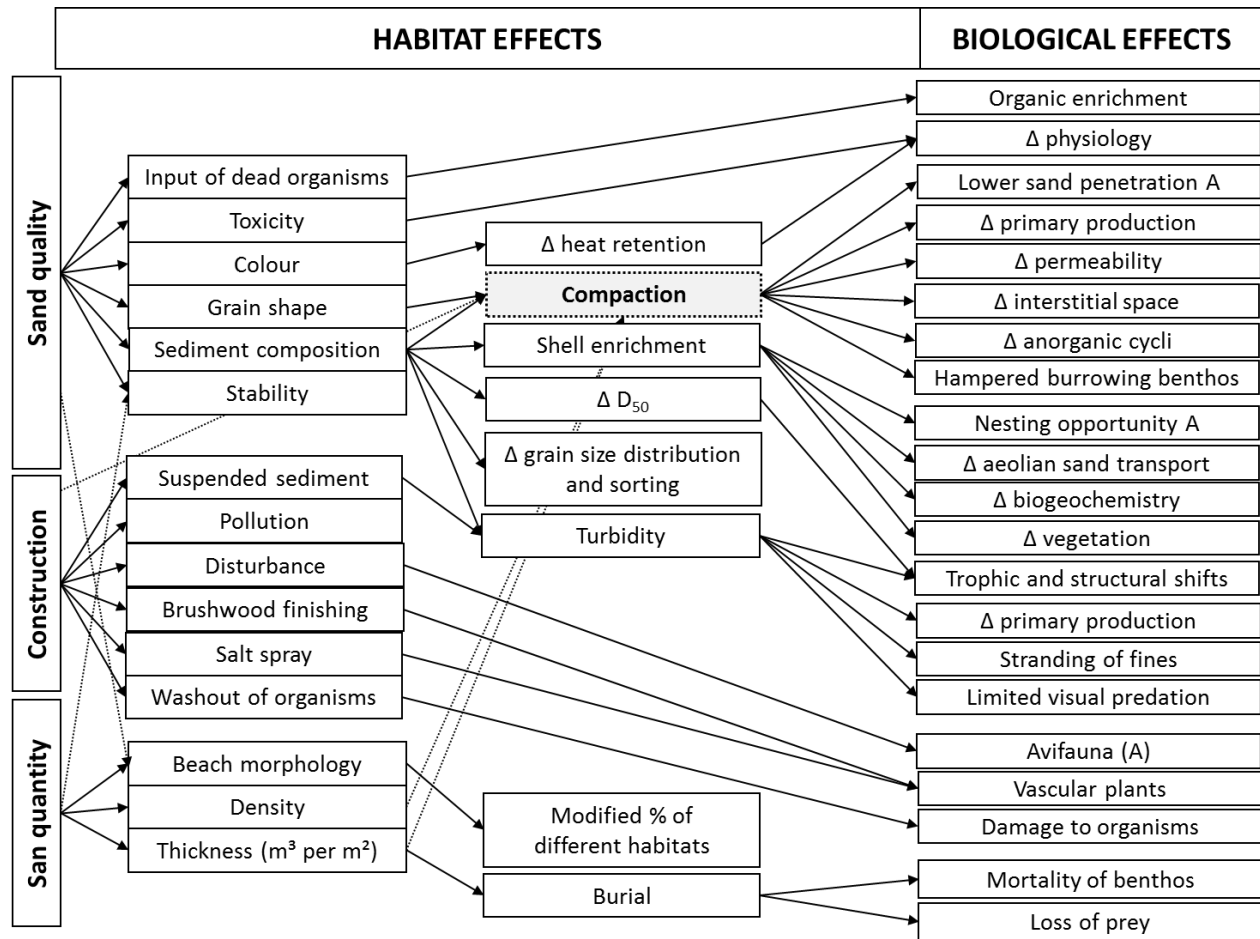 HABITAT EFFECTS
BIOLOGICAL EFFECTS
Sand quality
Input of dead organisms
Toxicity
Colour
Grain shape
Sediment composition
Stability
Construction
Suspended sediment
Pollution
Disturbance
Brushwood finishing
Salt spray
Washout of organisms
San quantity
Beach morphology
Density
Thickness (m³ per m²)
Δ heat retention
Compaction
Shell enrichment
Δ D₅₀
Δ grain size distribution
and sorting
Turbidity
Modified % of
different habitats
Burial
Organic enrichment
Δ physiology
Lower sand penetration A
Δ primary production
Δ permeability
Δ interstitial space
Δ anorganic cycli
Hampered burrowing benthos
Nesting opportunity A
Δ aeolian sand transport
Δ biogeochemistry
Δ vegetation
Trophic and structural shifts
Δ primary production
Stranding of fines
Limited visual predation
Avifauna (A)
Vascular plants
Damage to organisms
Mortality of benthos
Loss of prey